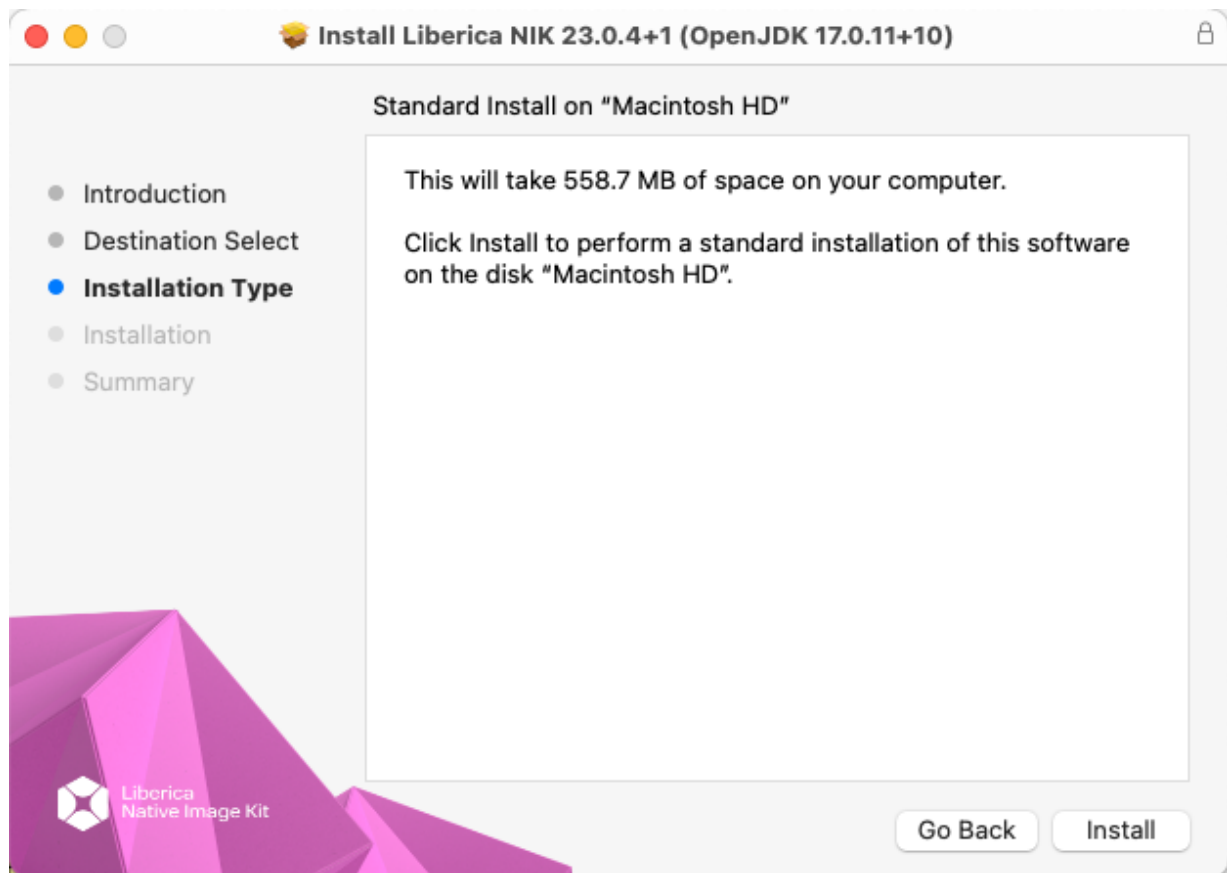 Install Liberica NIK 23.0.4+1 (OpenJDK 17.0.11+10)
Standard Install on “Macintosh HD”
Introduction
Destination Select
Installation Type
Installation
Summary
This will take 558.7 MB of space on your computer.
Click Install to perform a standard installation of this software
on the disk “Macintosh HD”.
Liberica
Native Image Kit
Go Back
Install